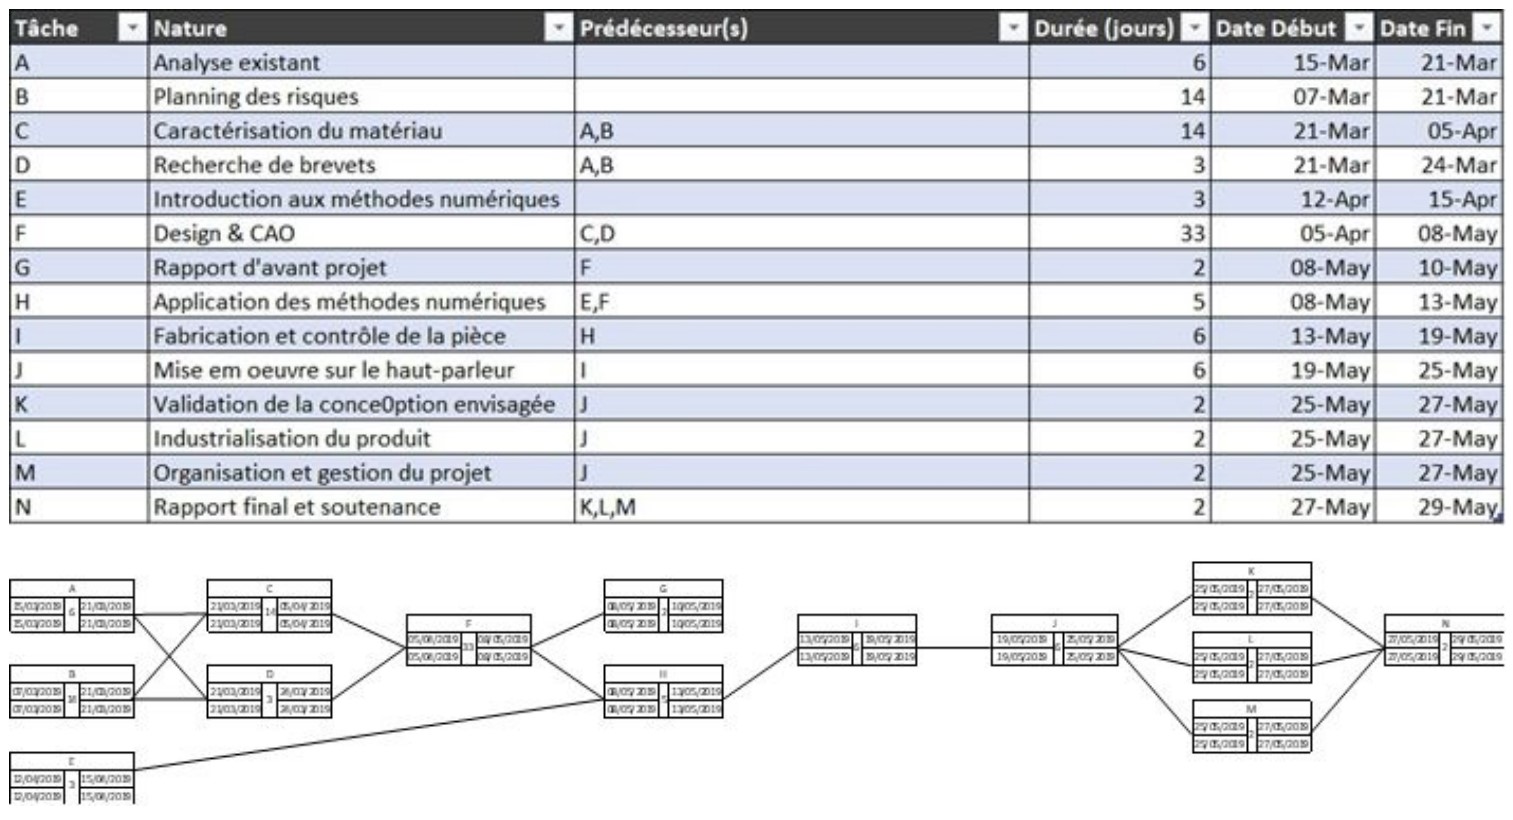 Tâche Nature Prédécesseur(s) Durée (jours) Date Début Date Fin
A Analyse existant 6 15-Mar 21-Mar
B Planning des risques 14 07-Mar 21-Mar
C Caractérisation du matériau A,B 14 21-Mar 05-Apr
D Recherche de brevets A,B 3 21-Mar 24-Mar
E Introduction aux méthodes numériques 3 12-Apr 15-Apr
F Design & CAO C,D 33 05-Apr 08-May
G Rapport d'avant projet F 2 08-May 10-May
H Application des méthodes numériques E,F 5 08-May 13-May
I Fabrication et contrôle de la pièce H 6 13-May 19-May
J Mise em oeuvre sur le haut-parleur I 6 19-May 25-May
K Validation de la conce0ption envisagée J 2 25-May 27-May
L Industrialisation du produit J 2 25-May 27-May
M Organisation et gestion du projet J 2 25-May 27-May
N Rapport final et soutenance K,L,M 2 27-May 29-May
K
25/05/2019 2 27/05/2019
25/05/2019 27/05/2019
A C G
15/03/2019 6 21/03/2019 21/03/2019 14 05/04/2019 08/05/2019 2 10/05/2019
15/03/2019 21/03/2019 21/03/2019 05/04/2019 08/05/2019 10/05/2019
F I J N
33 08/05/2019 13/05/2019 6 19/05/2019 19/05/2019 6 25/05/2019 27/05/2019 2 29/05/2019
08/05/2019 13/05/2019 19/05/2019 19/05/2019 25/05/2019 27/05/2019 29/05/2019
L
25/05/2019 2 27/05/2019
25/05/2019 27/05/2019
B D H
07/03/2019 21/03/2019 21/03/2019 3 24/03/2019 08/05/2019 5 13/05/2019
07/03/2019 21/03/2019 21/03/2019 24/03/2019 08/05/2019 13/05/2019
M
25/05/2019 2 27/05/2019
25/05/2019 27/05/2019
E
12/04/2019 3
12/04/2019